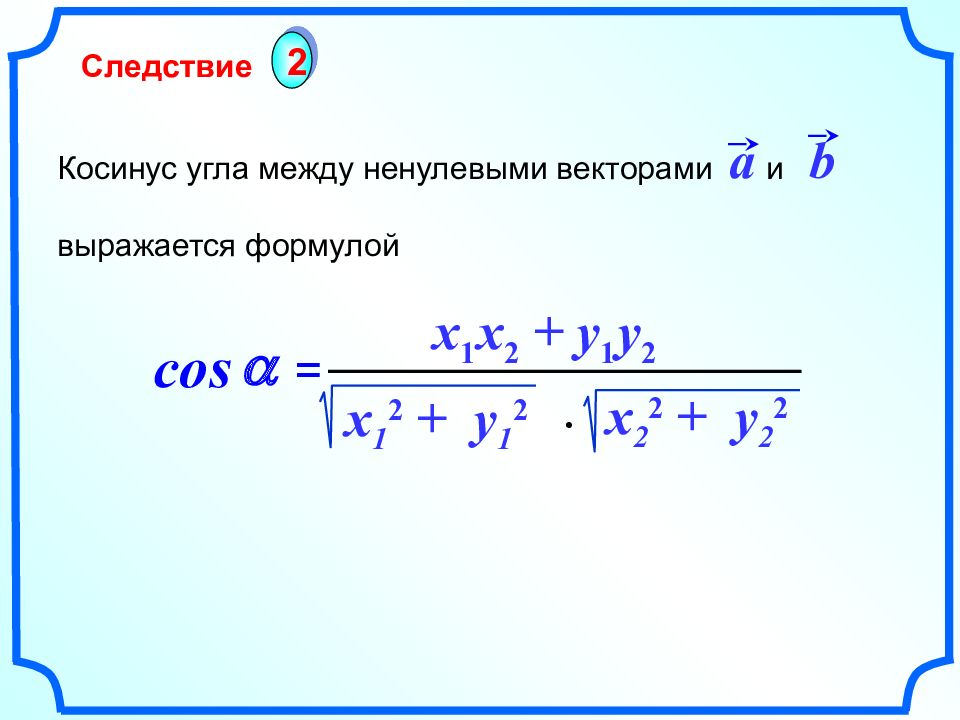 Следствие 2
Косинус угла между ненулевыми векторами a⃗ и b⃗
выражается формулой
x₁x₂ + y₁y₂
cos α =
√x₁² + y₁² · √x₂² + y₂²